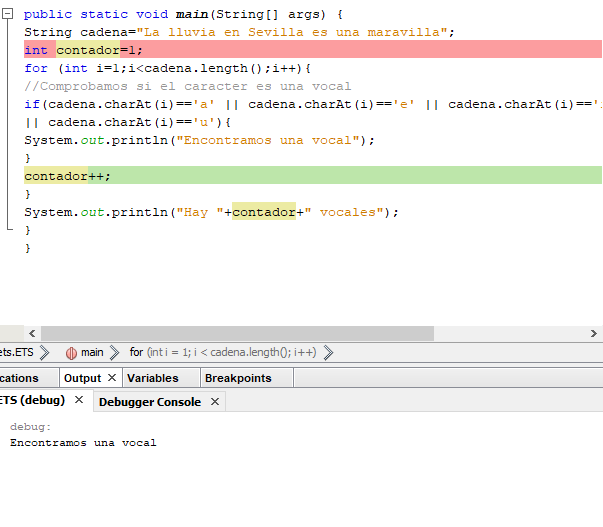 public static void main(String[] args) {
String cadena="La lluvia en Sevilla es una maravilla";
int contador=1;
for (int i=1;i<cadena.length();i++){
//Comprobamos si el caracter es una vocal
if(cadena.charAt(i)=='a' || cadena.charAt(i)=='e' || cadena.charAt(i)=='
|| cadena.charAt(i)=='u'){
System.out.println("Encontramos una vocal");
}
contador++;
}
System.out.println("Hay "+contador+" vocales");
}
}
ets.ETS main for (int i = 1; i < cadena.length(); i++)
cations Output × Variables Breakpoints
ETS (debug) × Debugger Console ×
debug:
Encontramos una vocal